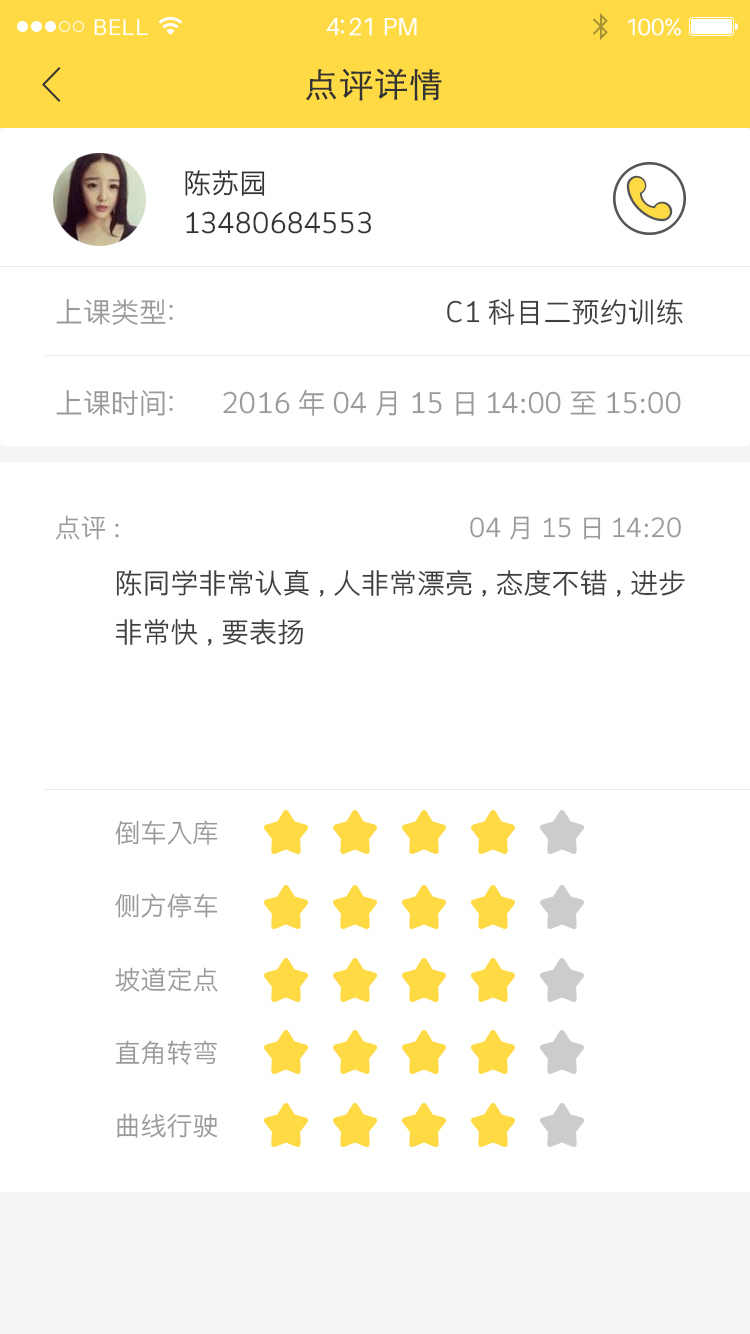 BELL 4:21 PM 100%
点评详情
陈苏园
13480684553
上课类型: C1 科目二预约训练
上课时间: 2016 年 04 月 15 日 14:00 至 15:00
点评 : 04 月 15 日 14:20
陈同学非常认真 , 人非常漂亮 , 态度不错 , 进步
非常快 , 要表扬
倒车入库
侧方停车
坡道定点
直角转弯
曲线行驶